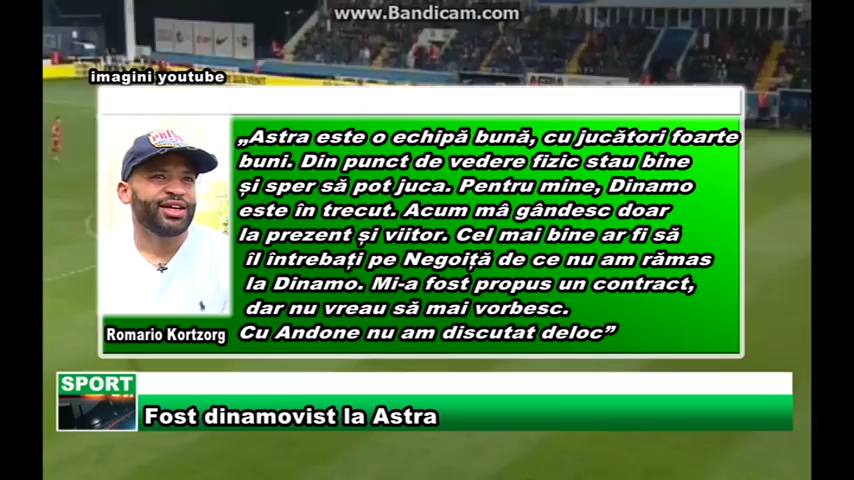 www.Bandicam.com
imagini youtube
„Astra este o echipă bună, cu jucători foarte
buni. Din punct de vedere fizic stau bine
și sper să pot juca. Pentru mine, Dinamo
este în trecut. Acum mâ gândesc doar
la prezent și viitor. Cel mai bine ar fi să
îl întrebați pe Negoiță de ce nu am rămas
la Dinamo. Mi-a fost propus un contract,
dar nu vreau să mai vorbesc.
Cu Andone nu am discutat deloc”
Romario Kortzorg
SPORT
Fost dinamovist la Astra